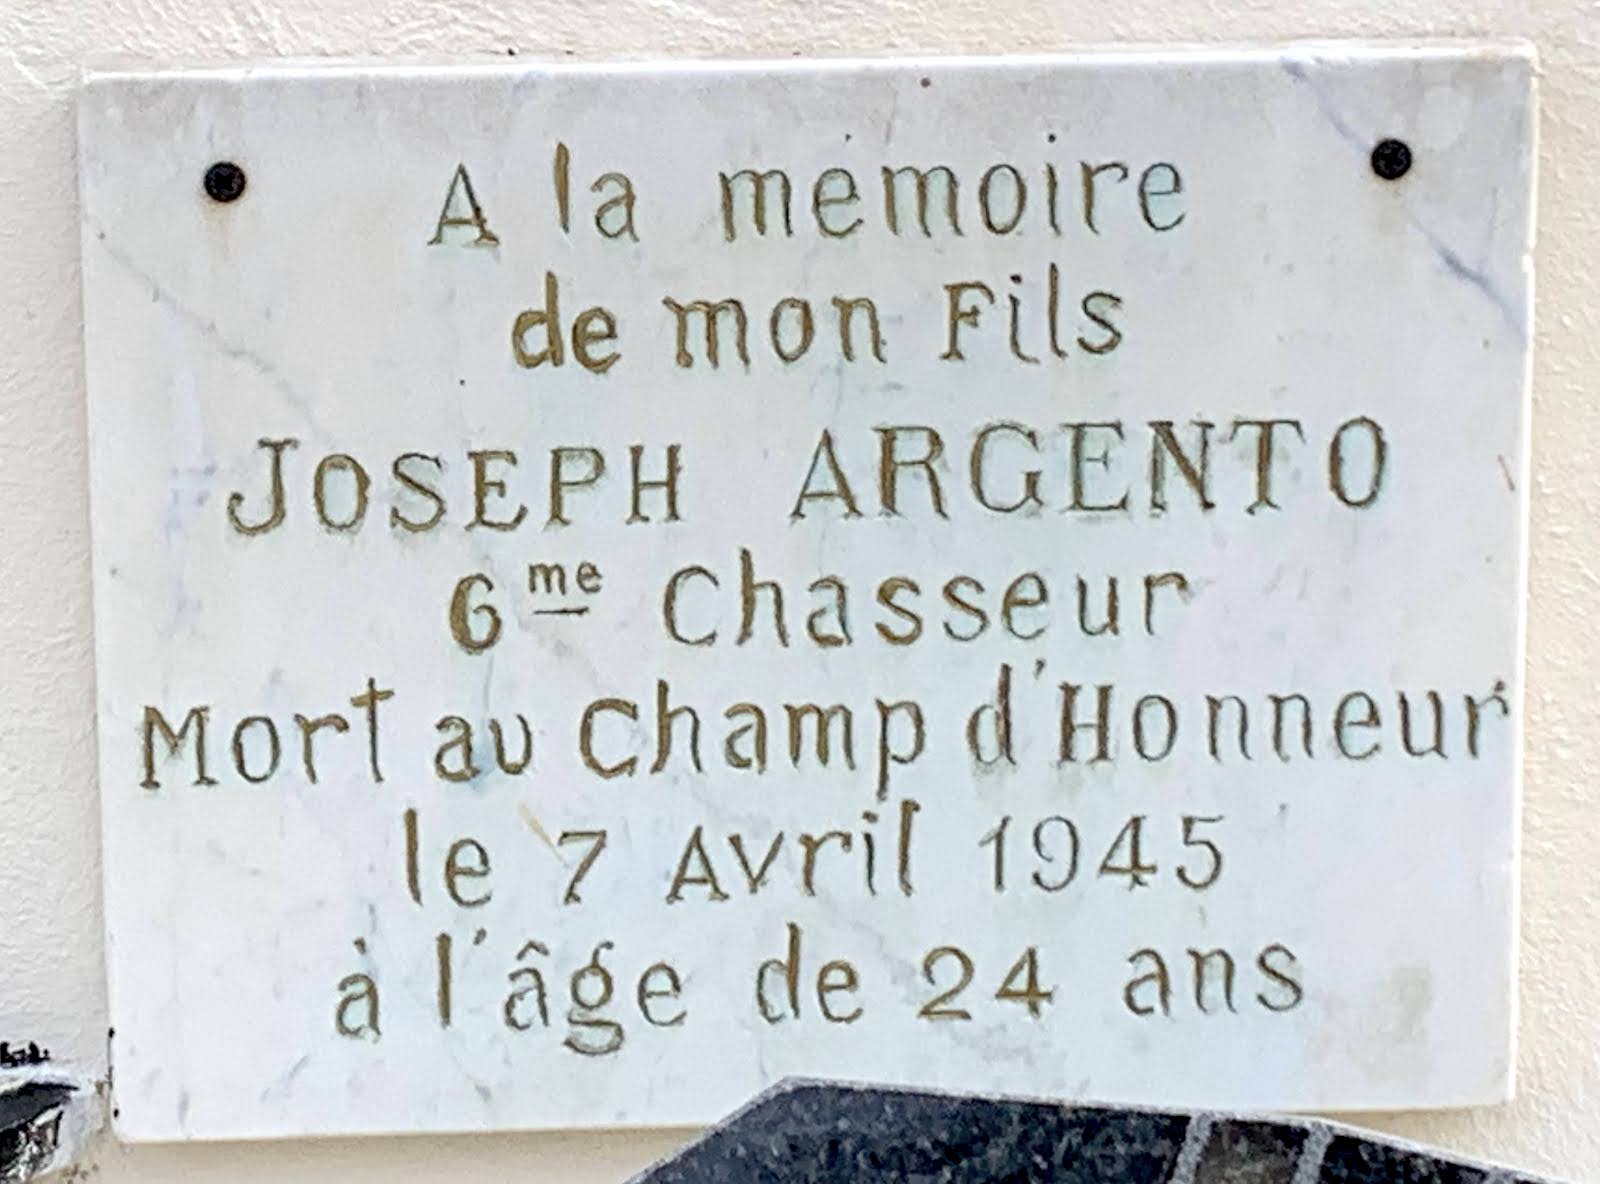 A la mémoire
de mon Fils
JOSEPH ARGENTO
6me Chasseur
Mort au Champ d'Honneur
le 7 Avril 1945
à l'âge de 24 ans